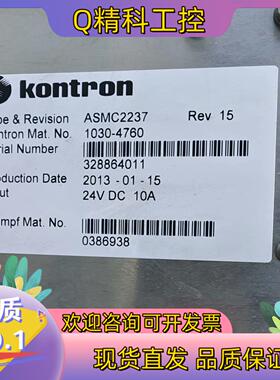 Q精科工控
kontron
pe & Revision ASMC2237 Rev 15
ntron Mat. No. 1030-4760
rial Number
328864011
oduction Date 2013 -01-15
out 24V DC 10A
mpf Mat. No.
0386938
质
O.1
欢迎咨询可开发票
现货直发 品质保证